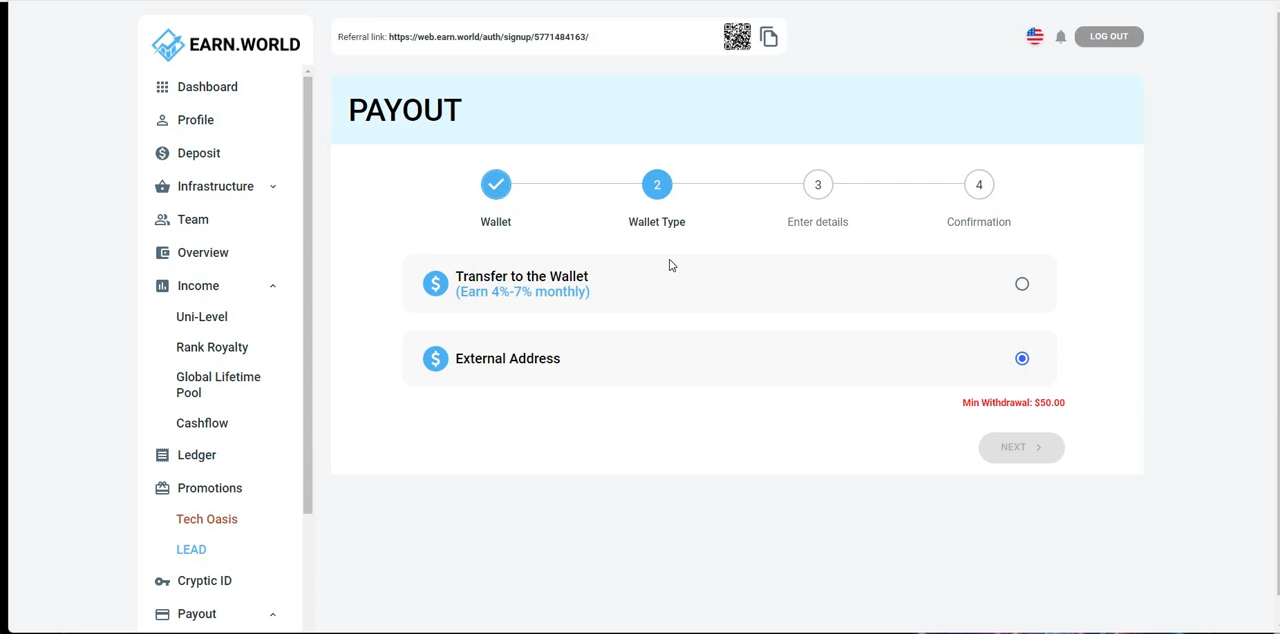 EARN.WORLD
Referral link: https://web.earn.world/auth/signup/5771484163/
LOG OUT
Dashboard
Profile
Deposit
Infrastructure
Team
Overview
Income
Uni-Level
Rank Royalty
Global Lifetime
Pool
Cashflow
Ledger
Promotions
Tech Oasis
LEAD
Cryptic ID
Payout
PAYOUT
2
3
4
Wallet
Wallet Type
Enter details
Confirmation
$
Transfer to the Wallet
(Earn 4%-7% monthly)
$
External Address
Min Withdrawal: $50.00
NEXT